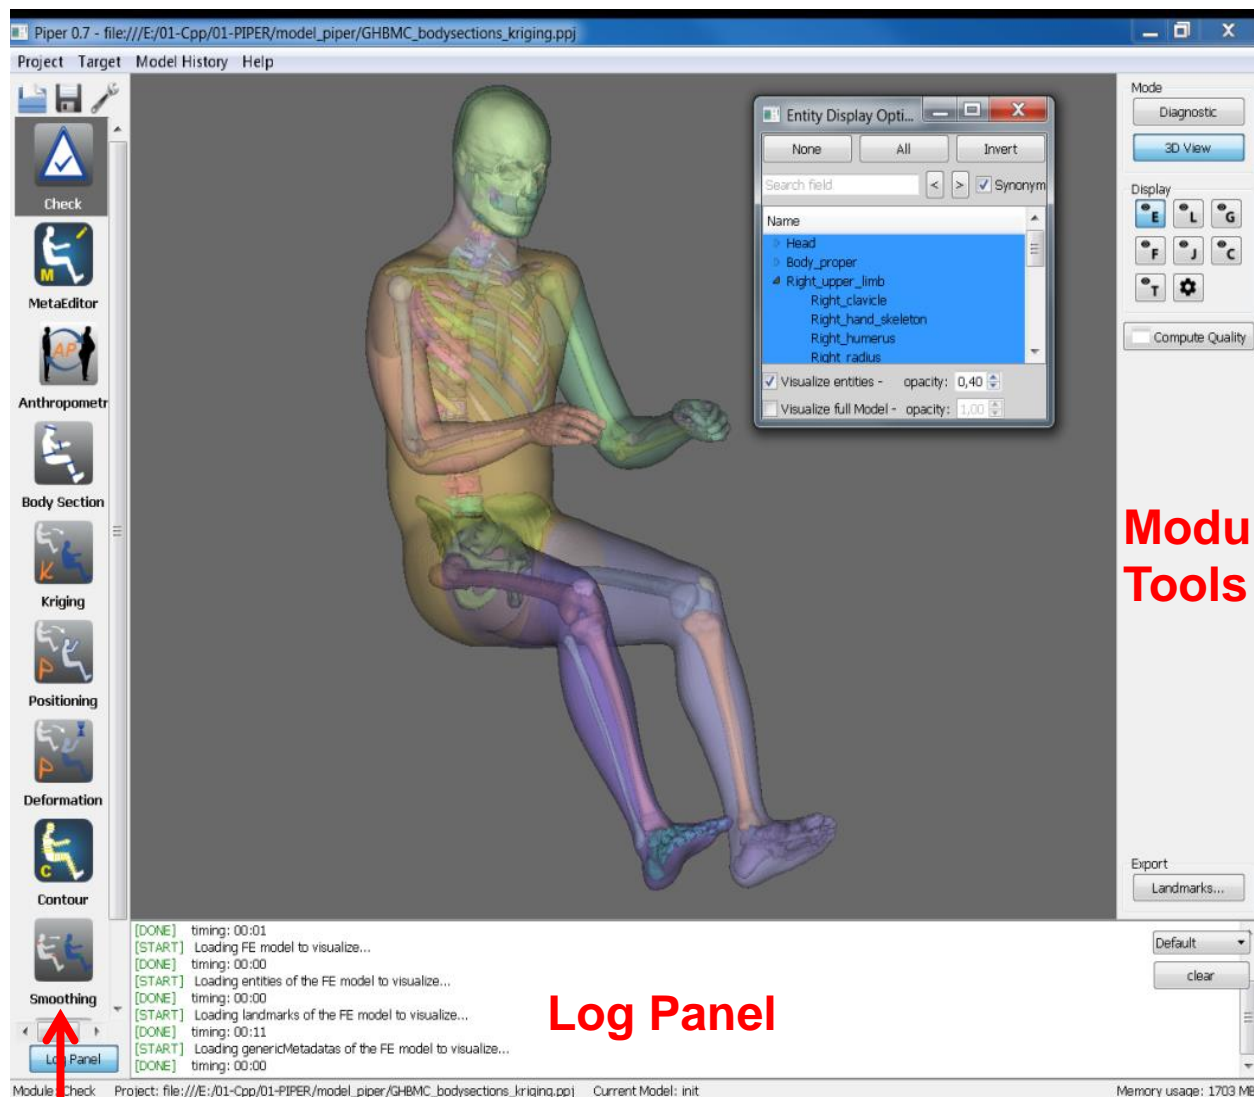 Piper 0.7 - file:///E:/01-Cpp/01-PIPER/model_piper/GHBMC_bodysections_kriging.ppj
Project Target Model History Help
Check
M
MetaEditor
AP
Anthropometr
Body Section
K
Kriging
P
Positioning
P
Deformation
C
Contour
Smoothing
Log Panel
Entity Display Opti...
None All Invert
Search field < > Synonym
Name
Head
Body_proper
Right_upper_limb
Right_clavicle
Right_hand_skeleton
Right_humerus
Right_radius
Visualize entities - opacity: 0,40
Visualize full Model - opacity: 1,00
Mode
Diagnostic
3D View
Display
E L G
F J C
T
Compute Quality
Modu
Tools
Export
Landmarks...
[DONE] timing: 00:01
[START] Loading FE model to visualize...
[DONE] timing: 00:00
[START] Loading entities of the FE model to visualize...
[DONE] timing: 00:00
[START] Loading landmarks of the FE model to visualize...
[DONE] timing: 00:11
[START] Loading genericMetadatas of the FE model to visualize...
[DONE] timing: 00:00
Log Panel
Default
clear
Module: Check Project: file:///E:/01-Cpp/01-PIPER/model_piper/GHBMC_bodysections_kriging.ppj Current Model: init Memory usage: 1703 MB